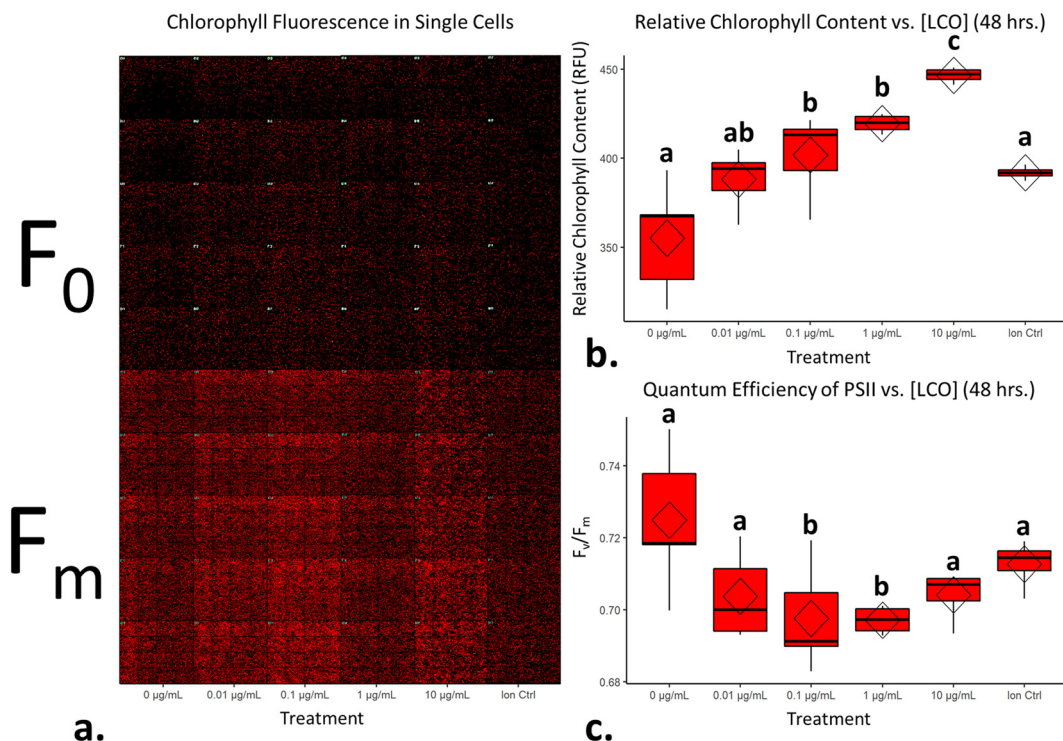 Chlorophyll Fluorescence in Single Cells
F0
Fm
0 µg/mL 0.01 µg/mL 0.1 µg/mL 1 µg/mL 10 µg/mL Ion Ctrl
Treatment
a.
Relative Chlorophyll Content vs. [LCO] (48 hrs.)
Relative Chlorophyll Content (RFU)
450
400
350
a ab b b c a
0 µg/mL 0.01 µg/mL 0.1 µg/mL 1 µg/mL 10 µg/mL Ion Ctrl
Treatment
b.
Quantum Efficiency of PSII vs. [LCO] (48 hrs.)
Fv/Fm
0.74
0.72
0.70
0.68
a a b b a a
0 µg/mL 0.01 µg/mL 0.1 µg/mL 1 µg/mL 10 µg/mL Ion Ctrl
Treatment
c.